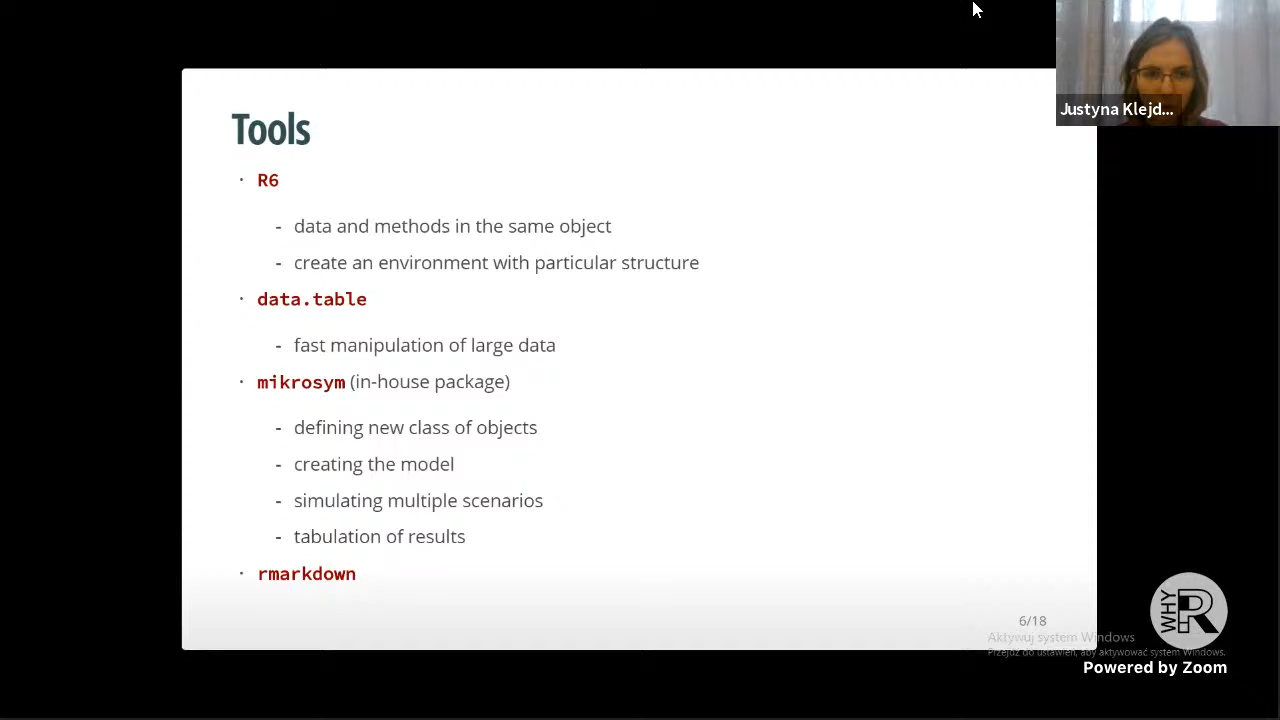 Justyna Klejd...
Tools
· R6
- data and methods in the same object
- create an environment with particular structure
· data.table
- fast manipulation of large data
· mikrosym (in-house package)
- defining new class of objects
- creating the model
- simulating multiple scenarios
- tabulation of results
· rmarkdown
6/18
WHY R
Aktywuj system Windows
Przejdź do ustawień, aby aktywować system Windows.
Powered by Zoom